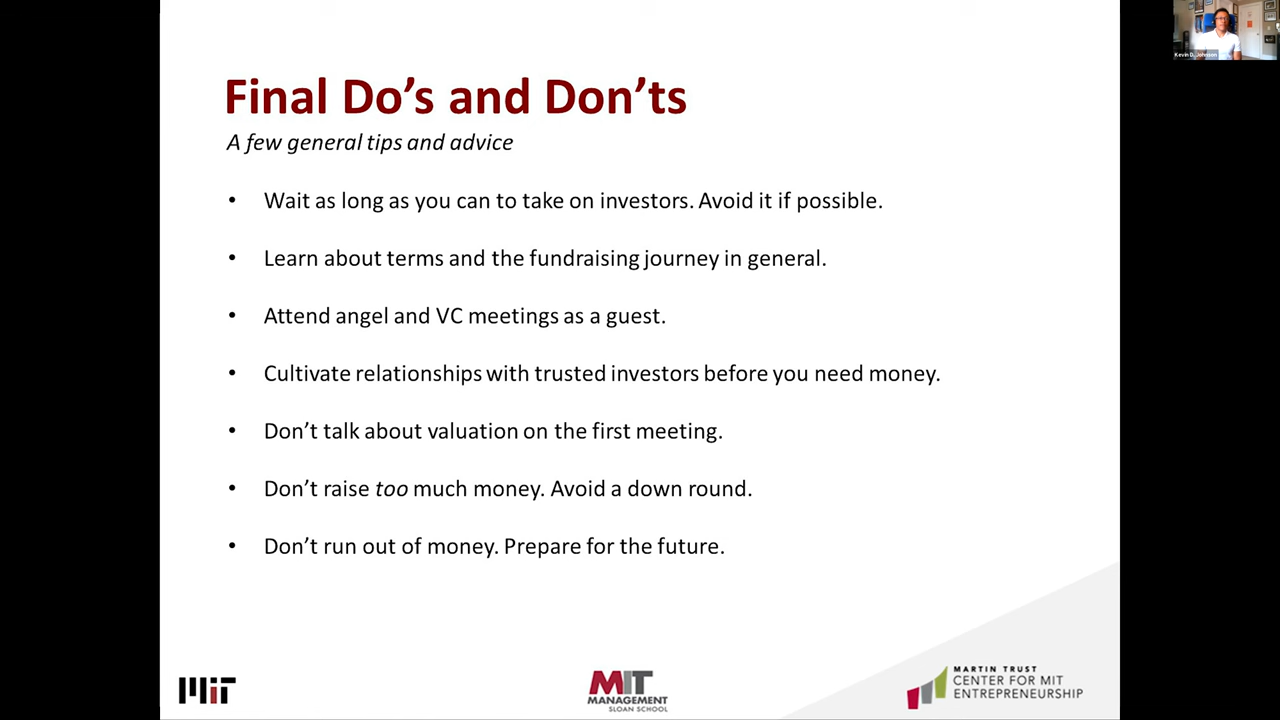 Final Do’s and Don’ts
A few general tips and advice
• Wait as long as you can to take on investors. Avoid it if possible.
• Learn about terms and the fundraising journey in general.
• Attend angel and VC meetings as a guest.
• Cultivate relationships with trusted investors before you need money.
• Don’t talk about valuation on the first meeting.
• Don’t raise too much money. Avoid a down round.
• Don’t run out of money. Prepare for the future.
Kevin D. Johnson
MIT
MIT
MANAGEMENT
SLOAN SCHOOL
MARTIN TRUST
CENTER FOR MIT
ENTREPRENEURSHIP